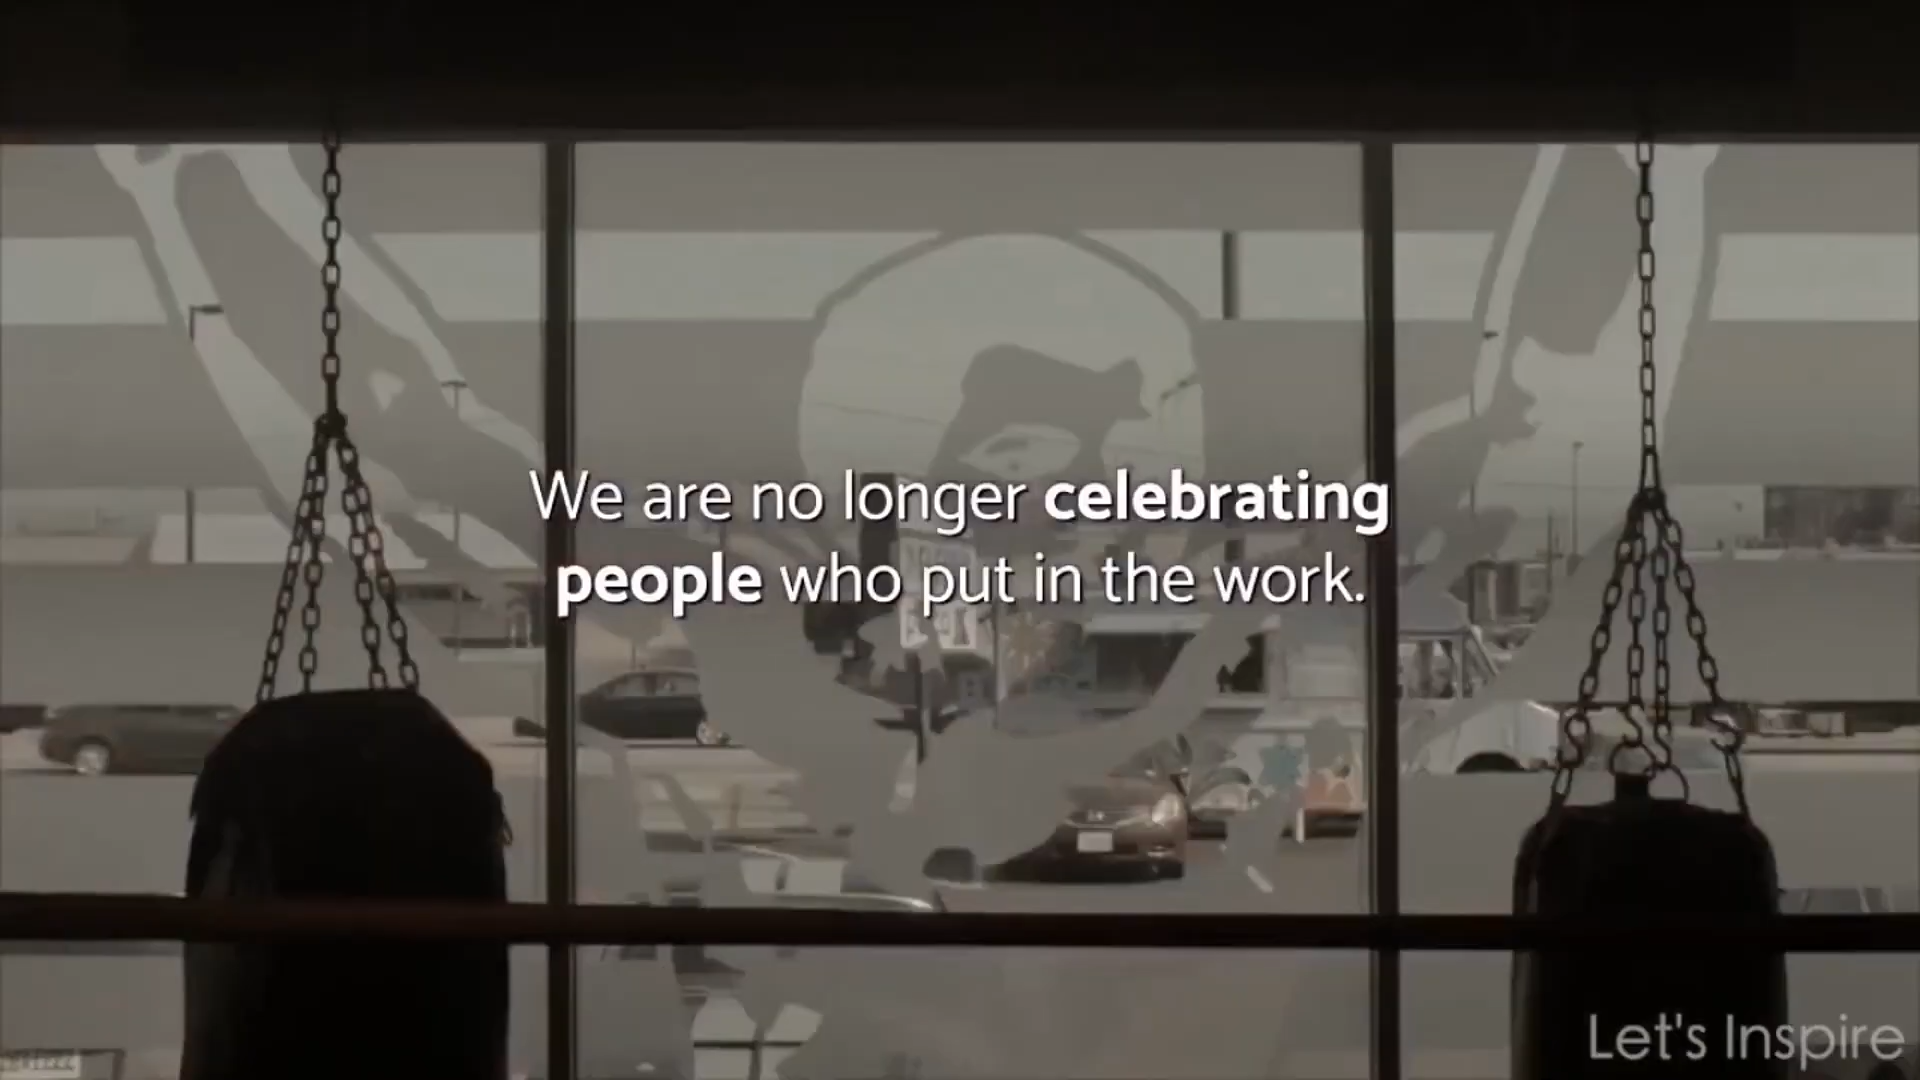 We are no longer celebrating
people who put in the work.
Let's Inspire